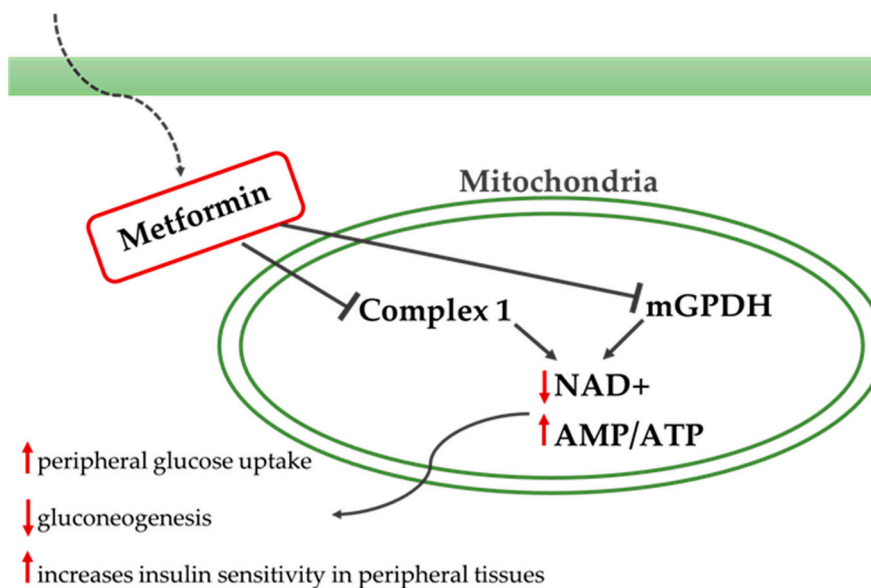 Mitochondria
Metformin
Complex 1
mGPDH
↓NAD+
↑AMP/ATP
↑peripheral glucose uptake
↓gluconeogenesis
↑increases insulin sensitivity in peripheral tissues